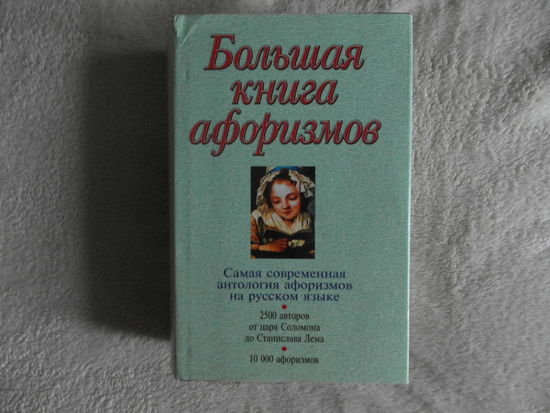 Большая
книга
афоризмов
Самая современная
антология афоризмов
на русском языке
2500 авторов
от царя Соломона
до Станислава Лема
10 000 афоризмов